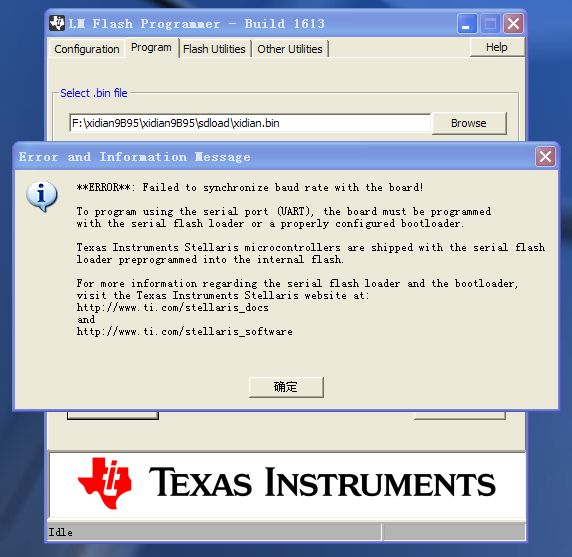 LM Flash Programmer - Build 1613
Configuration Program Flash Utilities Other Utilities Help
Select .bin file
F:\xidian9B95\xidian9B95\sdload\xidian.bin Browse
Error and Information Message
**ERROR**: Failed to synchronize baud rate with the board!
To program using the serial port (UART), the board must be programmed
with the serial flash loader or a properly configured bootloader.
Texas Instruments Stellaris microcontrollers are shipped with the serial flash
loader preprogrammed into the internal flash.
For more information regarding the serial flash loader and the bootloader,
visit the Texas Instruments Stellaris website at:
http://www.ti.com/stellaris_docs
and
http://www.ti.com/stellaris_software
确定
TEXAS INSTRUMENTS
Idle